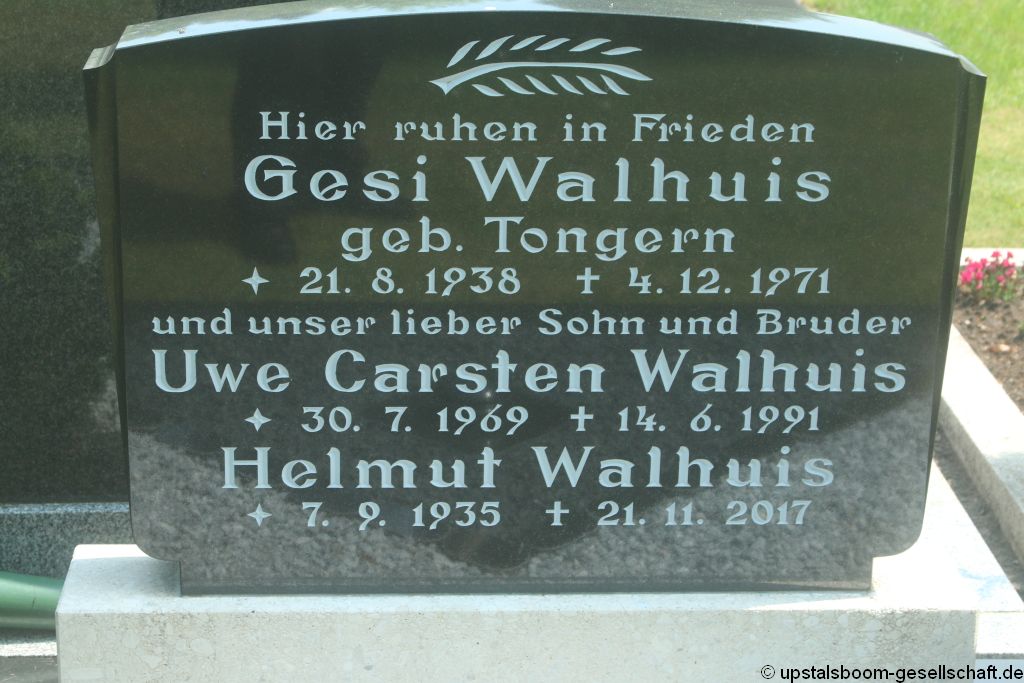 Hier ruhen in Frieden
Gesi Walhuis
geb. Tongern
✦ 21. 8. 1938 ✝ 4. 12. 1971
und unser lieber Sohn und Bruder
Uwe Carsten Walhuis
✦ 30. 7. 1969 ✝ 14. 6. 1991
Helmut Walhuis
✦ 7. 9. 1935 ✝ 21. 11. 2017
© upstalsboom-gesellschaft.de